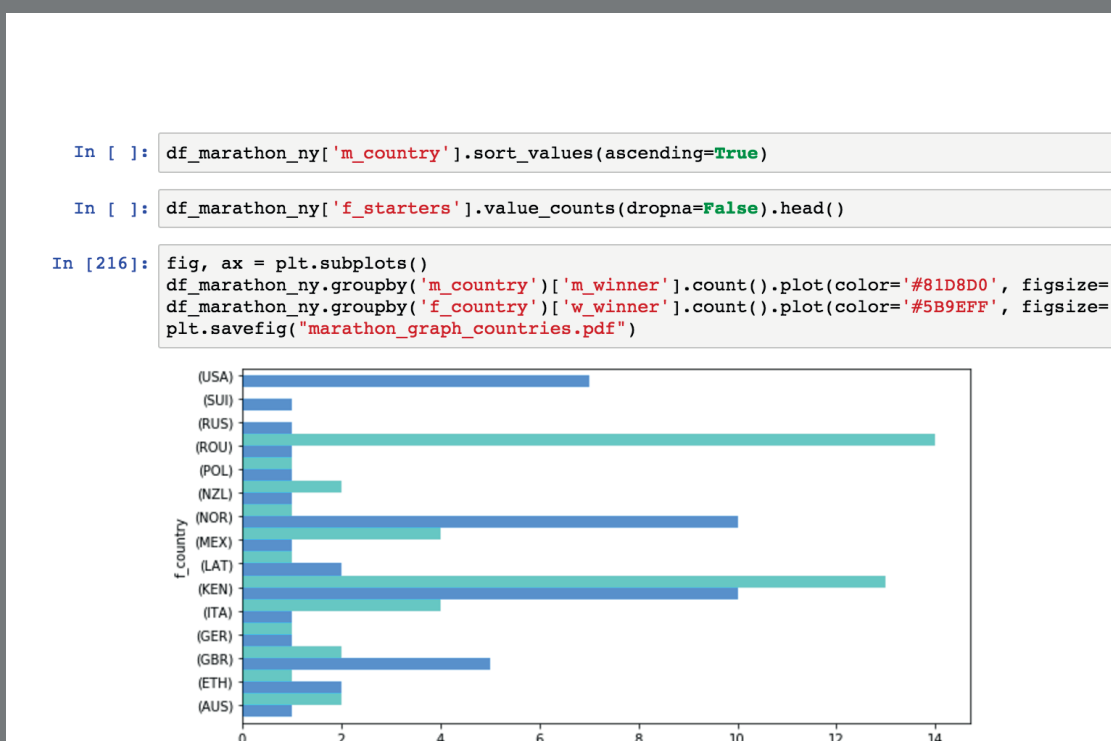 In [ ]: df_marathon_ny['m_country'].sort_values(ascending=True)
In [ ]: df_marathon_ny['f_starters'].value_counts(dropna=False).head()
In [216]: fig, ax = plt.subplots()
df_marathon_ny.groupby('m_country')['m_winner'].count().plot(color='#81D8D0', figsize=
df_marathon_ny.groupby('f_country')['w_winner'].count().plot(color='#5B9EFF', figsize=
plt.savefig("marathon_graph_countries.pdf")
(USA)
(SUI)
(RUS)
(ROU)
(POL)
(NZL)
(NOR)
(MEX)
(LAT)
(KEN)
(ITA)
(GER)
(GBR)
(ETH)
(AUS)
f_country
0 2 4 6 8 10 12 14